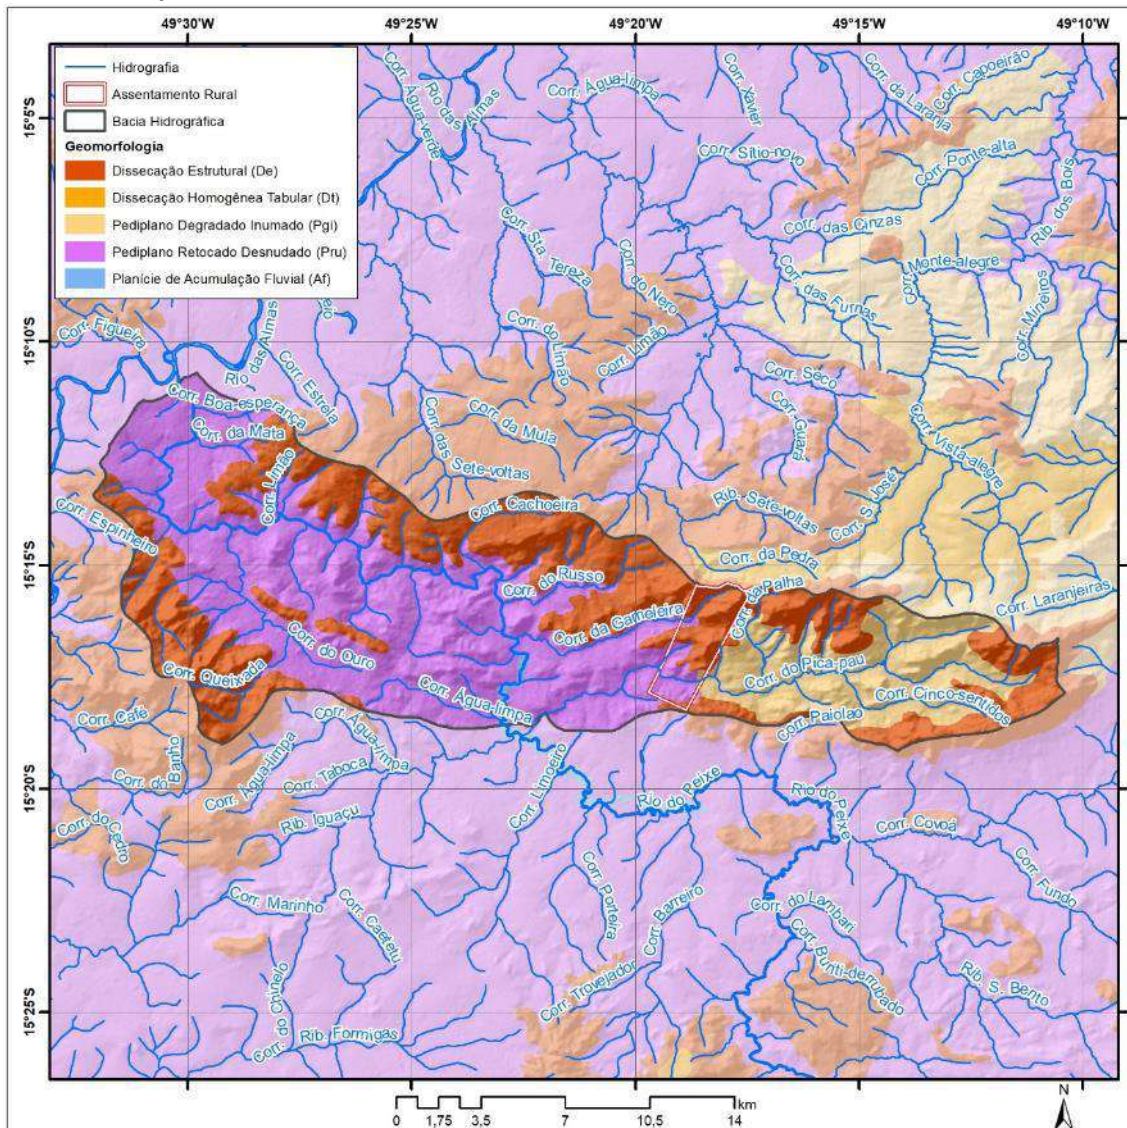 49°30'W 49°25'W 49°20'W 49°15'W 49°10'W
Hidrografia
Assentamento Rural
Bacia Hidrográfica
Geomorfologia
Dissecação Estrutural (De)
Dissecação Homogênea Tabular (Dt)
Pediplano Degradado Inumado (Pgi)
Pediplano Retocado Desnudado (Pru)
Planície de Acumulação Fluvial (Af)
15°5'S
15°10'S
15°15'S
15°20'S
15°25'S
Corr. Água-verde
Rio das Almas
Corr. Água-limpa
Corr. Xavier
Corr. da Laranja
Corr. Capoeirão
Corr. Sítio-novo
Corr. Ponte-alta
Rib. dos Bois
Corr. das Cinzas
Corr. Sta. Tereza
Corr. do Nero
Corr. Monte-alegre
Corr. das Furnas
Corr. Mineiros
Corr. Figueira
Rio das Almas
Corr. Estrela
Corr. do Limão
Corr. Limão
Corr. Seco
Corr. Boa-esperança
Corr. da Mata
Corr. da Mula
Corr. Guará
Corr. Vista-alegre
Corr. Limão
Corr. das Sete-voltas
Corr. Cachoeira
Rib. Sete-voltas
Corr. S. José
Corr. Espinheiro
Corr. da Pedra
Corr. do Russo
Corr. da Palha
Corr. Laranjeiras
Corr. da Gameleira
Corr. do Ouro
Corr. Queixada
Corr. do Pica-pau
Corr. Água-limpa
Corr. Cinco-sentidos
Corr. Café
Corr. Paiolao
Corr. do Banho
Corr. Água-limpa
Corr. Água-limpa
Corr. Taboca
Corr. Limoeiro
Rio do Peixe
Rio do Peixe
Corr. do Cedro
Rib. Iguaçu
Corr. Covoá
Corr. Fundo
Corr. Marinho
Corr. Caetetu
Corr. Porteira
Corr. Barreiro
Corr. do Lambari
Corr. Buriti-derrubado
Corr. do Chinelo
Corr. Trovejador
Rib. S. Bento
Rib. Formigas
N
km
0 1,75 3,5 7 10,5 14